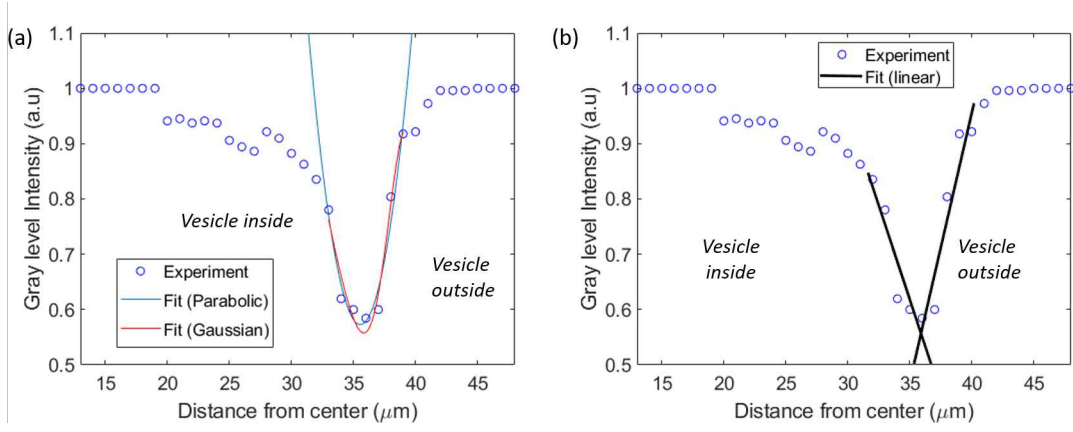 (a)
1.1
1
0.9
0.8
0.7
0.6
0.5
Gray level Intensity (a.u)
Vesicle inside
Vesicle
outside
Experiment
Fit (Parabolic)
Fit (Gaussian)
15 20 25 30 35 40 45
Distance from center (μm)
(b)
1.1
1
0.9
0.8
0.7
0.6
0.5
Gray level Intensity (a.u)
Experiment
Fit (linear)
Vesicle
inside
Vesicle
outside
15 20 25 30 35 40 45
Distance from center (μm)